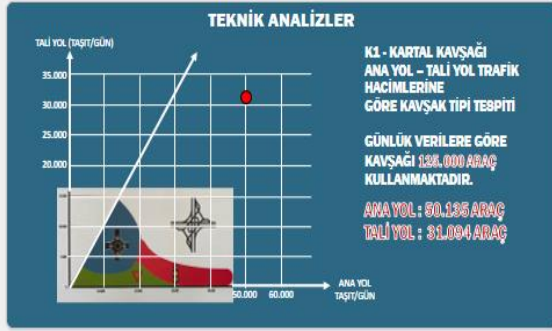 TEKNİK ANALİZLER
TALİ YOL (TAŞIT/GÜN)
35.000
30.000
25.000
20.000
50.000 60.000
ANA YOL
TAŞIT/GÜN
K1 - KARTAL KAVŞAĞI
ANA YOL – TALİ YOL TRAFİK
HACİMLERİNE
GÖRE KAVŞAK TİPİ TESPİTİ
GÜNLÜK VERİLERE GÖRE
KAVŞAĞI 125.000 ARAÇ
KULLANMAKTADIR.
ANA YOL : 50.135 ARAÇ
TALİ YOL : 31.094 ARAÇ